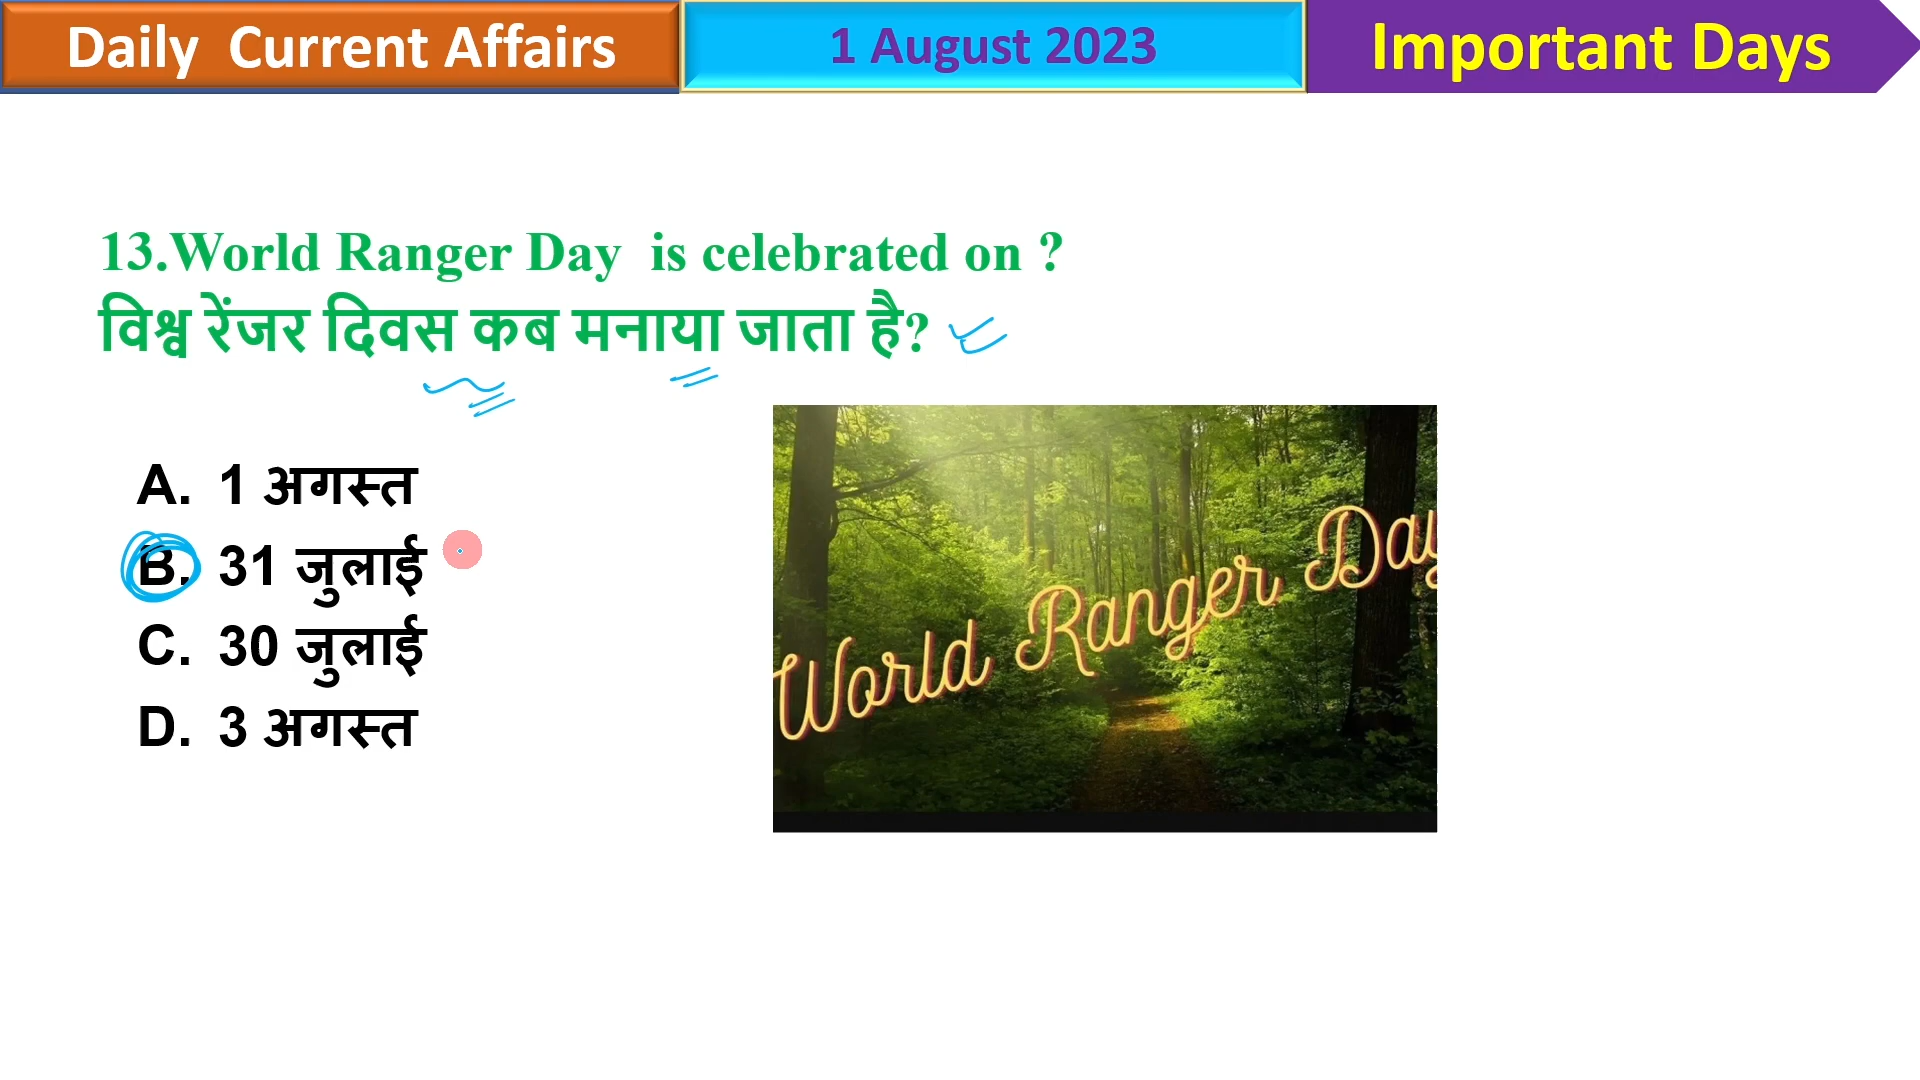 Daily Current Affairs
1 August 2023
Important Days
13.World Ranger Day is celebrated on ?
विश्व रेंजर दिवस कब मनाया जाता है?
A. 1 अगस्त
B. 31 जुलाई
C. 30 जुलाई
D. 3 अगस्त
World Ranger Day